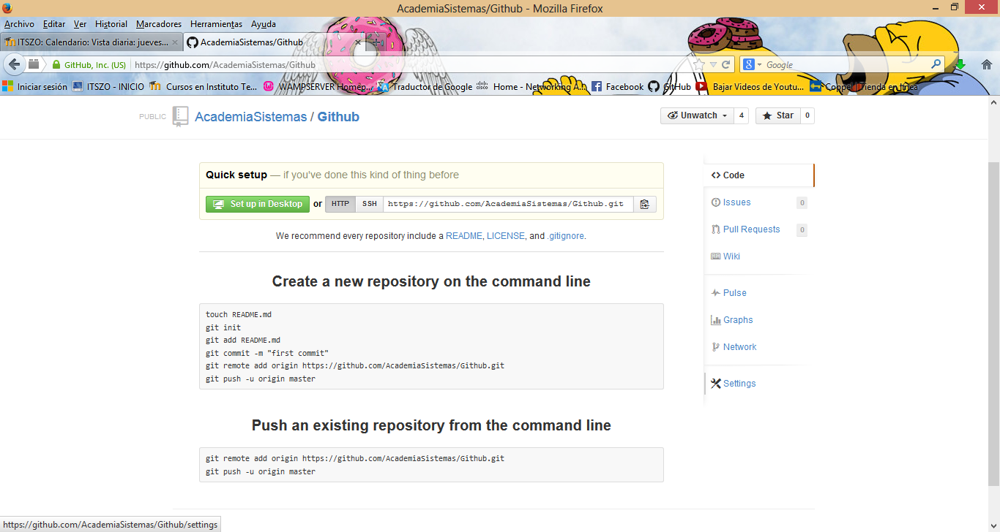 AcademiaSistemas/Github - Mozilla Firefox
Archivo Editar Ver Historial Marcadores Herramientas Ayuda
ITSZO: Calendario: Vista diaria: jueves... AcademiaSistemas/Github
GitHub, Inc. (US) https://github.com/AcademiaSistemas/Github Google
Iniciar sesión ITSZO - INICIO Cursos en Instituto Te... WAMPSERVER Homep... Traductor de Google Home - Networking A... Facebook GitHub Bajar Videos de Youtu... Coppel | Tienda en línea
PUBLIC AcademiaSistemas / Github Unwatch 4 Star 0
Quick setup — if you've done this kind of thing before
Set up in Desktop or HTTP SSH https://github.com/AcademiaSistemas/Github.git
We recommend every repository include a README, LICENSE, and .gitignore.
Create a new repository on the command line
touch README.md
git init
git add README.md
git commit -m "first commit"
git remote add origin https://github.com/AcademiaSistemas/Github.git
git push -u origin master
Push an existing repository from the command line
git remote add origin https://github.com/AcademiaSistemas/Github.git
git push -u origin master
Code
Issues 0
Pull Requests 0
Wiki
Pulse
Graphs
Network
Settings
https://github.com/AcademiaSistemas/Github/settings